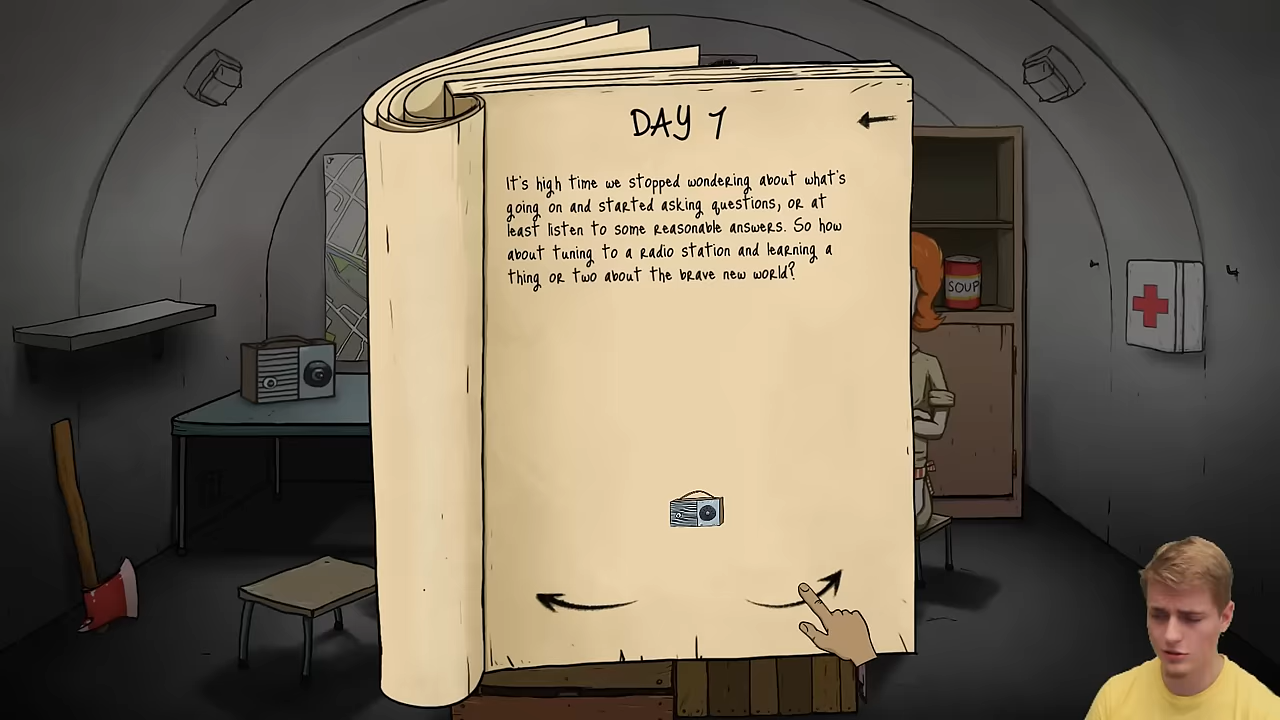 DAY 7
It's high time we stopped wondering about what's
going on and started asking questions, or at
least listen to some reasonable answers. So how
about tuning to a radio station and learning a
thing or two about the brave new world?
SOUP